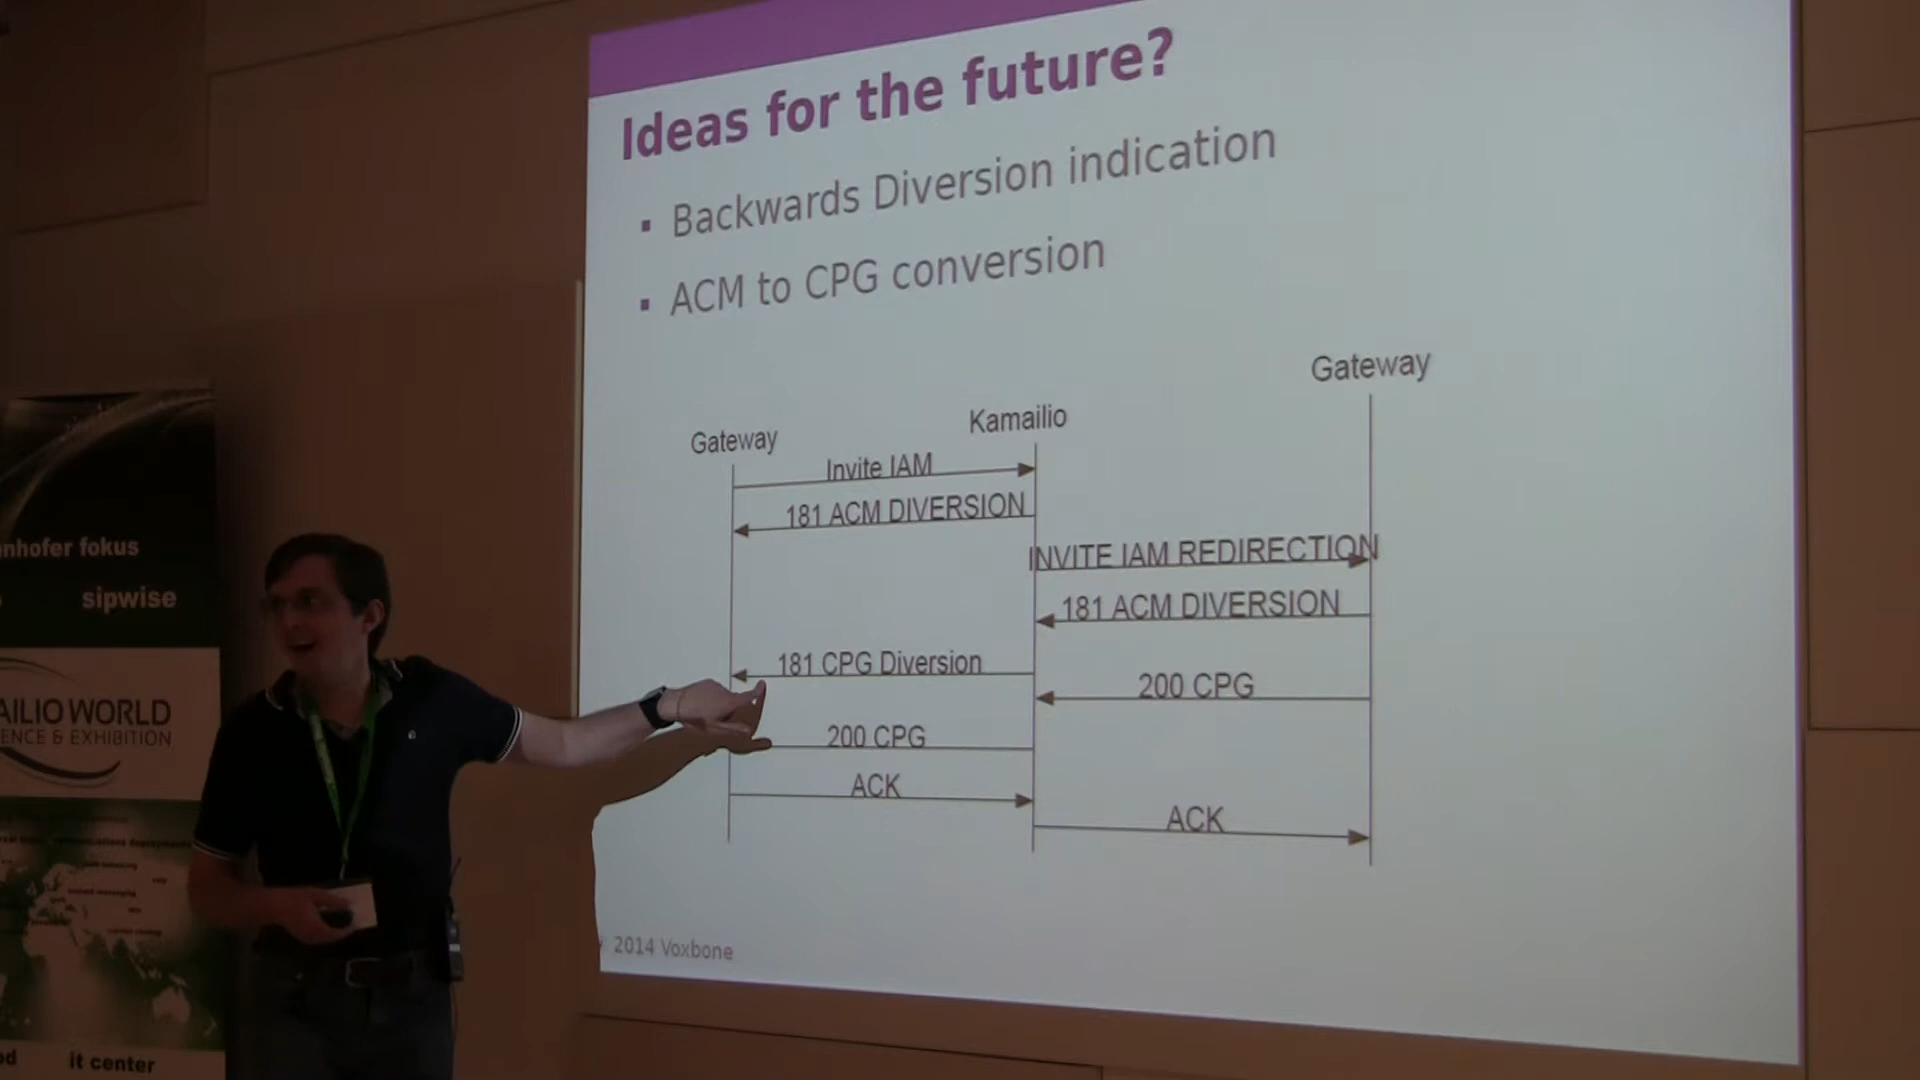 Ideas for the future?
▪ Backwards Diversion indication
▪ ACM to CPG conversion
Gateway
Kamailio
Gateway
Invite IAM
181 ACM DIVERSION
INVITE IAM REDIRECTION
181 ACM DIVERSION
181 CPG Diversion
200 CPG
200 CPG
ACK
ACK
2014 Voxbone
nhofer fokus
sipwise
AILIO WORLD
ENCE & EXHIBITION
od it center